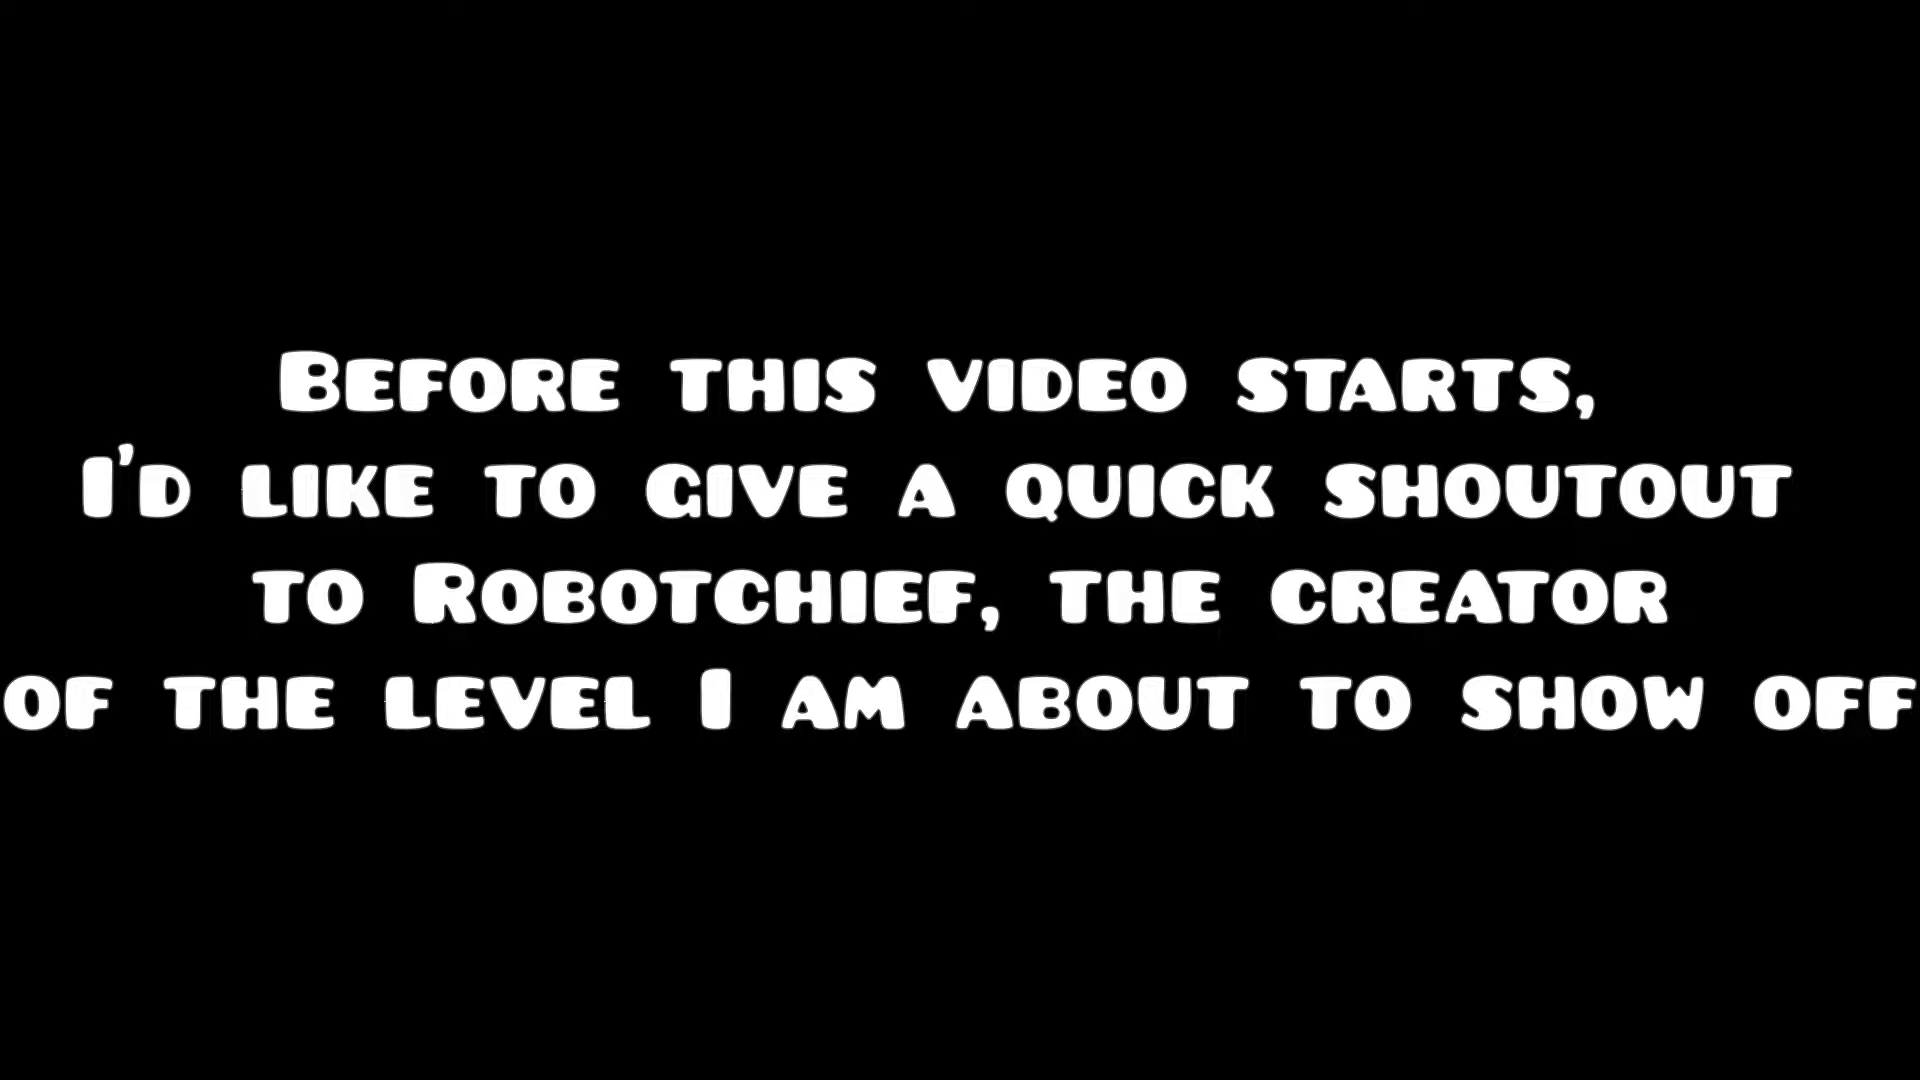 Before this video starts,
I'd like to give a quick shoutout
to Robotchief, the creator
of the level I am about to show off